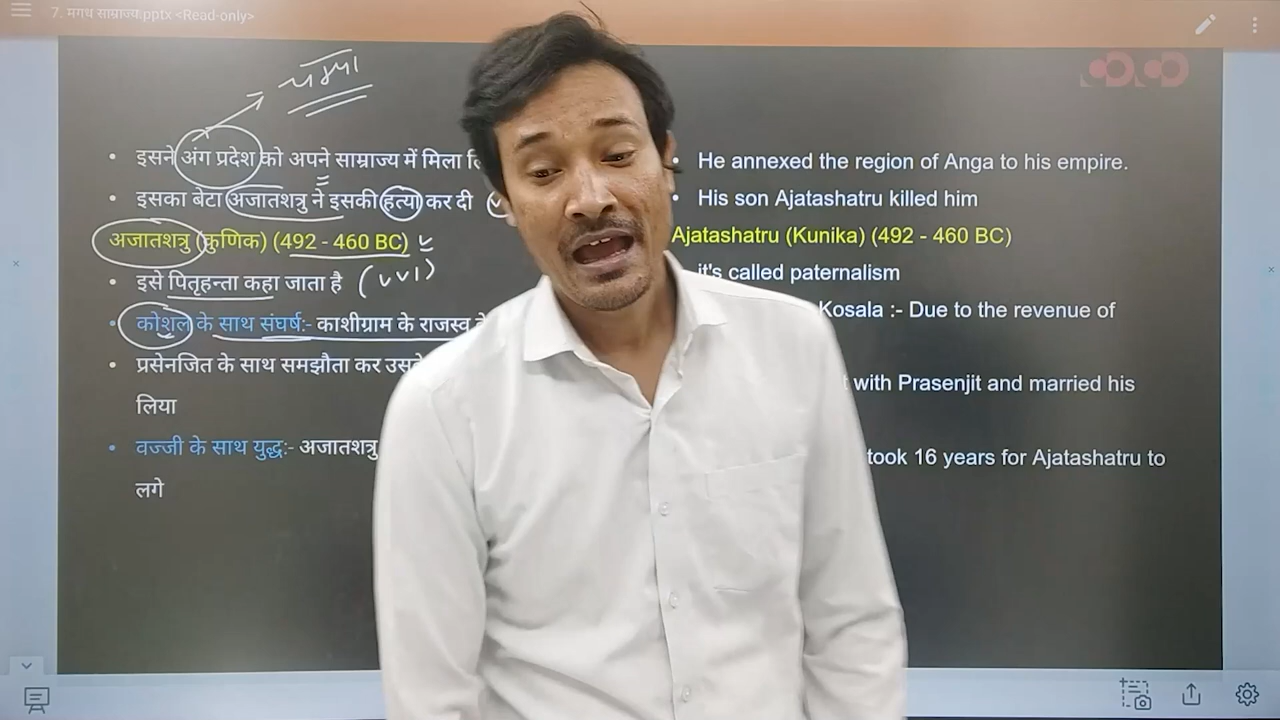 7. मगध साम्राज्य.pptx <Read-only>
चम्पा
इसने अंग प्रदेश को अपने साम्राज्य में मिला
इसका बेटा अजातशत्रु ने इसकी हत्या कर दी
अजातशत्रु (कुणिक) (492 - 460 BC)
इसे पितृहन्ता कहा जाता है (VVI)
कोशल के साथ संघर्ष:- काशीग्राम के राजस्व
प्रसेनजित के साथ समझौता कर
लिया
वज्जी के साथ युद्ध:- अजातशत्रु
लगे
He annexed the region of Anga to his empire.
His son Ajatashatru killed him
Ajatashatru (Kunika) (492 - 460 BC)
it's called paternalism
Kosala :- Due to the revenue of
with Prasenjit and married his
took 16 years for Ajatashatru to